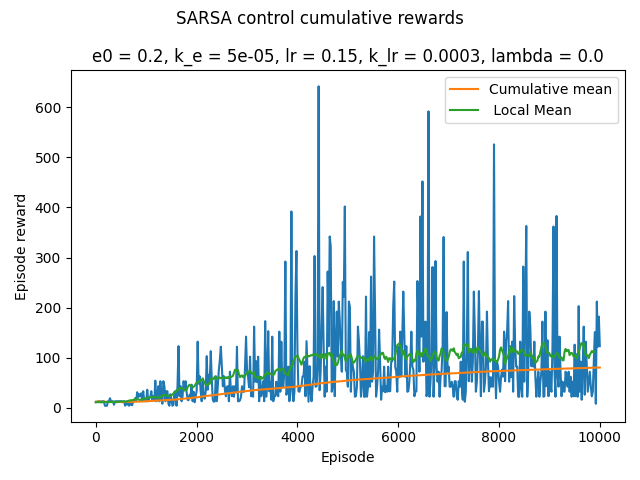 SARSA control cumulative rewards
e0 = 0.2, k_e = 5e-05, lr = 0.15, k_lr = 0.0003, lambda = 0.0
Cumulative mean
Local Mean
Episode reward
600
500
400
300
200
100
0
0 2000 4000 6000 8000 10000
Episode